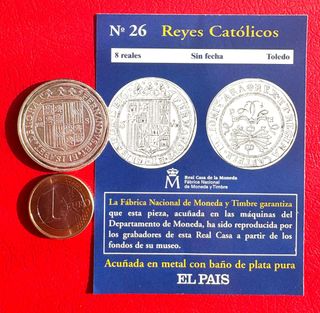 Nº 26 Reyes Católicos
8 reales Sin fecha Toledo
Real Casa de la Moneda
Fábrica Nacional
de Moneda y Timbre
La Fábrica Nacional de Moneda y Timbre garantiza
que esta pieza, acuñada en las máquinas del
Departamento de Moneda, ha sido reproducida
por los grabadores de esta Real Casa a partir de los
fondos de su museo.
Acuñada en metal con baño de plata pura
EL PAIS
1 EURO